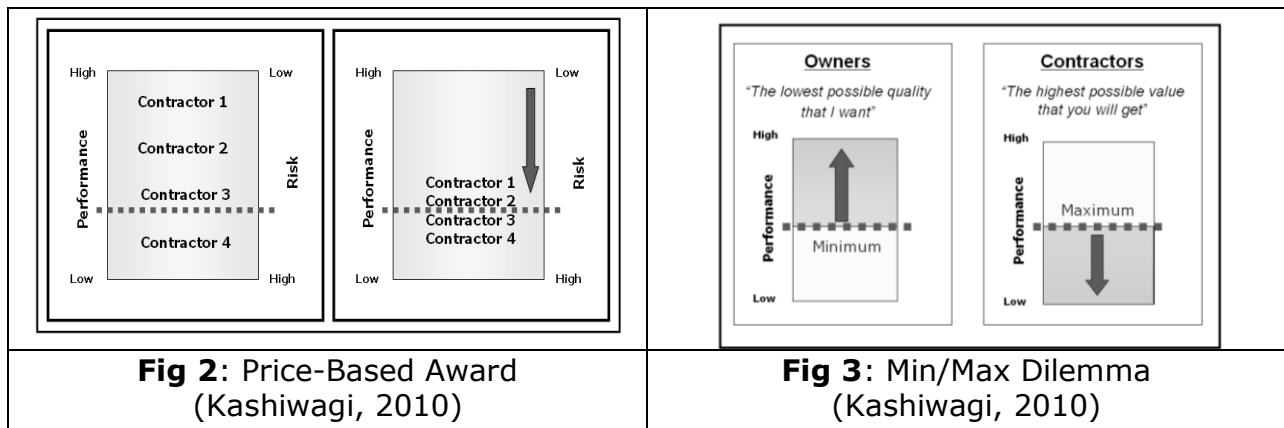 High
Low
Contractor 1
Contractor 2
Contractor 3
Contractor 4
Performance
Risk
Low
High
High
Low
Contractor 1
Contractor 2
Contractor 3
Contractor 4
Performance
Risk
Low
High
Fig 2: Price-Based Award
(Kashiwagi, 2010)
Owners
"The lowest possible quality
that I want"
High
Performance
Minimum
Low
Contractors
"The highest possible value
that you will get"
High
Maximum
Performance
Low
Fig 3: Min/Max Dilemma
(Kashiwagi, 2010)